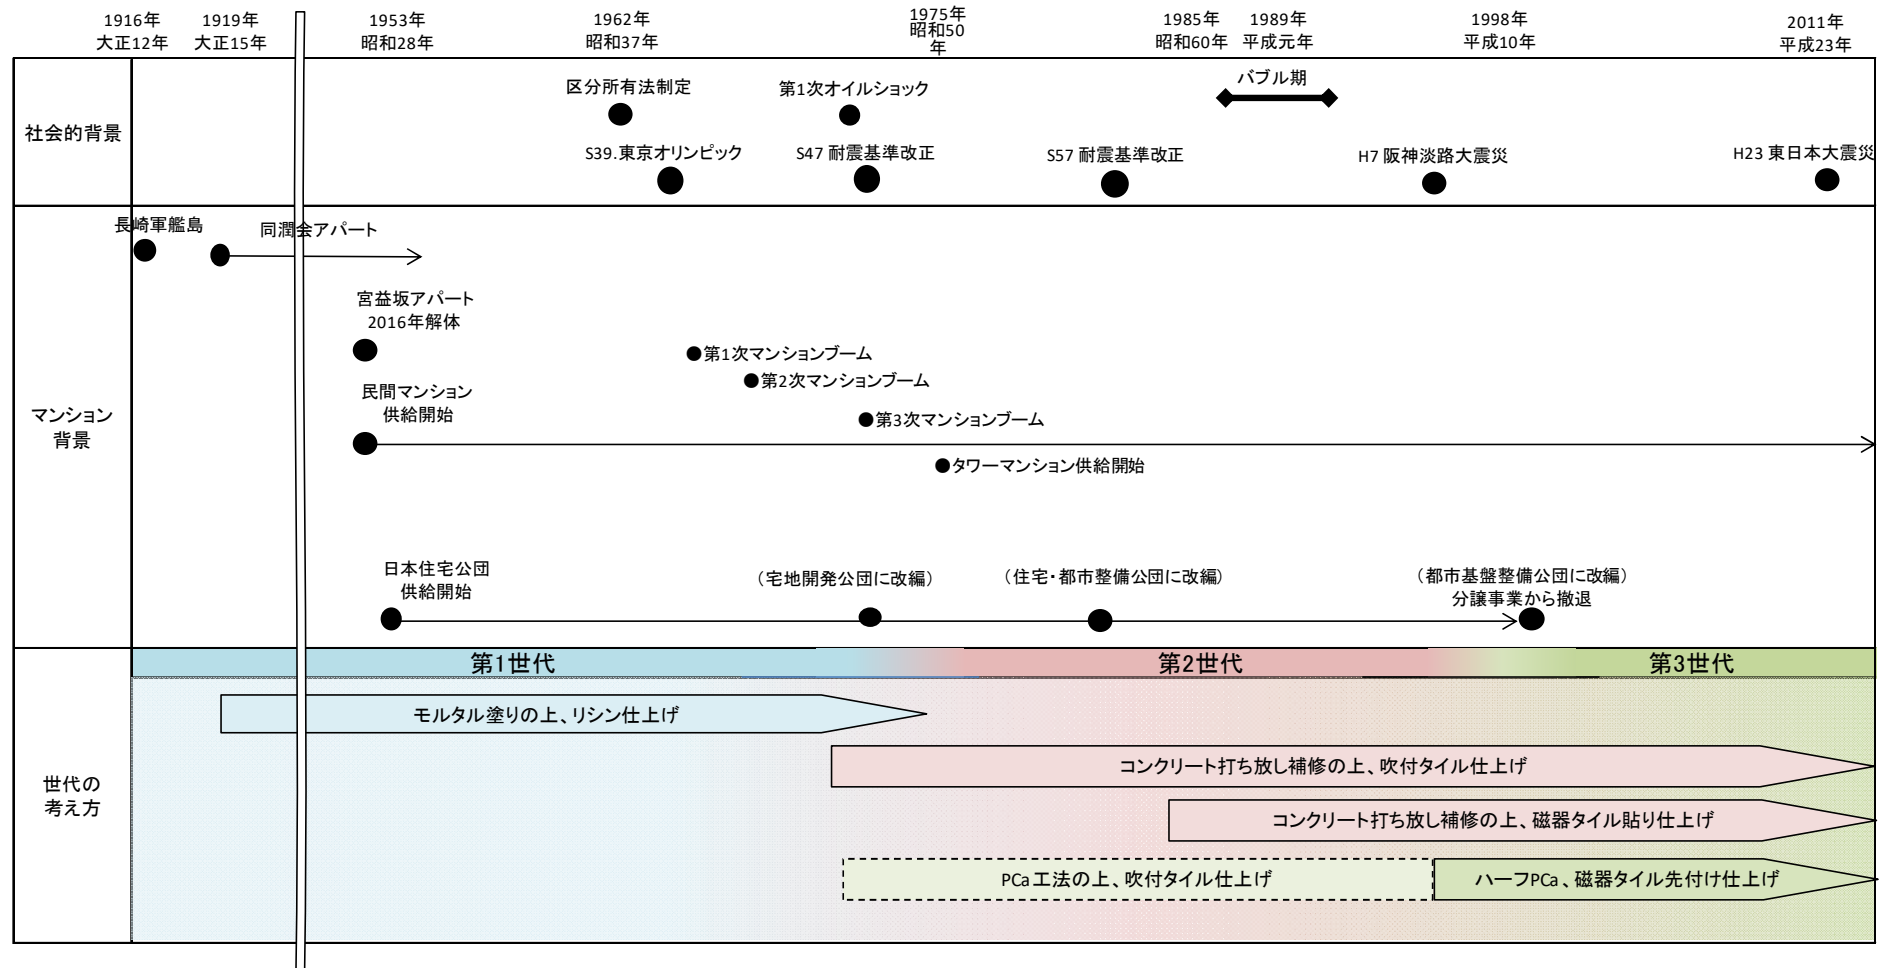 1916年
大正12年
1919年
大正15年
1953年
昭和28年
1962年
昭和37年
1975年
昭和50
年
1985年
昭和60年
1989年
平成元年
1998年
平成10年
2011年
平成23年
社会的背景
区分所有法制定
第1次オイルショック
バブル期
S39.東京オリンピック
S47 耐震基準改正
S57 耐震基準改正
H7 阪神淡路大震災
H23 東日本大震災
マンション
背景
長崎軍艦島
同潤会アパート
宮益坂アパート
2016年解体
第1次マンションブーム
第2次マンションブーム
民間マンション
供給開始
第3次マンションブーム
タワーマンション供給開始
日本住宅公団
供給開始
（宅地開発公団に改編）
（住宅・都市整備公団に改編）
（都市基盤整備公団に改編）
分譲事業から撤退
世代の
考え方
第1世代
第2世代
第3世代
モルタル塗りの上、リシン仕上げ
コンクリート打ち放し補修の上、吹付タイル仕上げ
コンクリート打ち放し補修の上、磁器タイル貼り仕上げ
PCa工法の上、吹付タイル仕上げ
ハーフPCa、磁器タイル先付け仕上げ